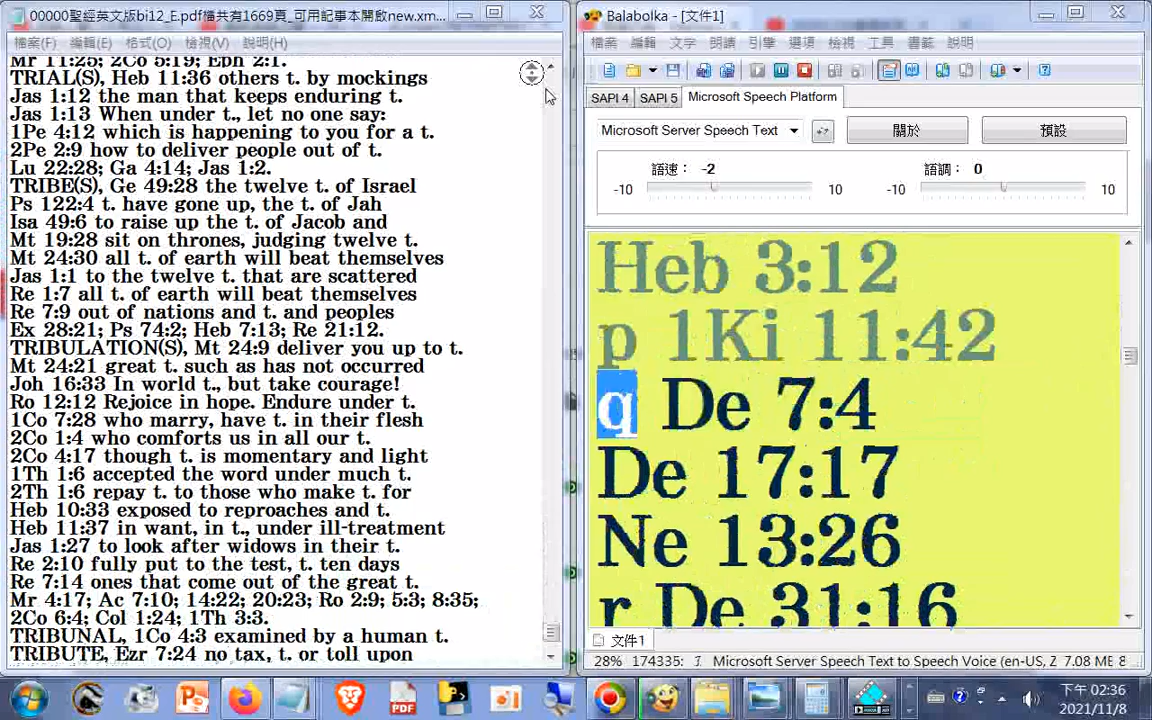 00000聖經英文版bi12_E.pdf檔共有1669頁_可用記事本開啟new.xm...
檔案(F) 編輯(E) 格式(O) 檢視(V) 說明(H)
Mr 11:25; 2Co 5:19; Eph 2:1.
TRIAL(S), Heb 11:36 others t. by mockings
Jas 1:12 the man that keeps enduring t.
Jas 1:13 When under t., let no one say:
1Pe 4:12 which is happening to you for a t.
2Pe 2:9 how to deliver people out of t.
Lu 22:28; Ga 4:14; Jas 1:2.
TRIBE(S), Ge 49:28 the twelve t. of Israel
Ps 122:4 t. have gone up, the t. of Jah
Isa 49:6 to raise up the t. of Jacob and
Mt 19:28 sit on thrones, judging twelve t.
Mt 24:30 all t. of earth will beat themselves
Jas 1:1 to the twelve t. that are scattered
Re 1:7 all t. of earth will beat themselves
Re 7:9 out of nations and t. and peoples
Ex 28:21; Ps 74:2; Heb 7:13; Re 21:12.
TRIBULATION(S), Mt 24:9 deliver you up to t.
Mt 24:21 great t. such as has not occurred
Joh 16:33 In world t., but take courage!
Ro 12:12 Rejoice in hope. Endure under t.
1Co 7:28 who marry, have t. in their flesh
2Co 1:4 who comforts us in all our t.
2Co 4:17 though t. is momentary and light
1Th 1:6 accepted the word under much t.
2Th 1:6 repay t. to those who make t. for
Heb 10:33 exposed to reproaches and t.
Heb 11:37 in want, in t., under ill-treatment
Jas 1:27 to look after widows in their t.
Re 2:10 fully put to the test, t. ten days
Re 7:14 ones that come out of the great t.
Mr 4:17; Ac 7:10; 14:22; 20:23; Ro 2:9; 5:3; 8:35;
2Co 6:4; Col 1:24; 1Th 3:3.
TRIBUNAL, 1Co 4:3 examined by a human t.
TRIBUTE, Ezr 7:24 no tax, t. or toll upon
Balabolka - [文件1]
檔案 編輯 文字 朗讀 引擎 選項 檢視 工具 書籤 說明
SAPI 4 SAPI 5 Microsoft Speech Platform
Microsoft Server Speech Text 關於 預設
語速： -2 語調： 0
-10 10 -10 10
Heb 3:12
p 1Ki 11:42
q De 7:4
De 17:17
Ne 13:26
r De 31:16
文件1
28% 174335: Microsoft Server Speech Text to Speech Voice (en-US, Z 7.08 MB 8
PDF
下午 02:36
2021/11/8